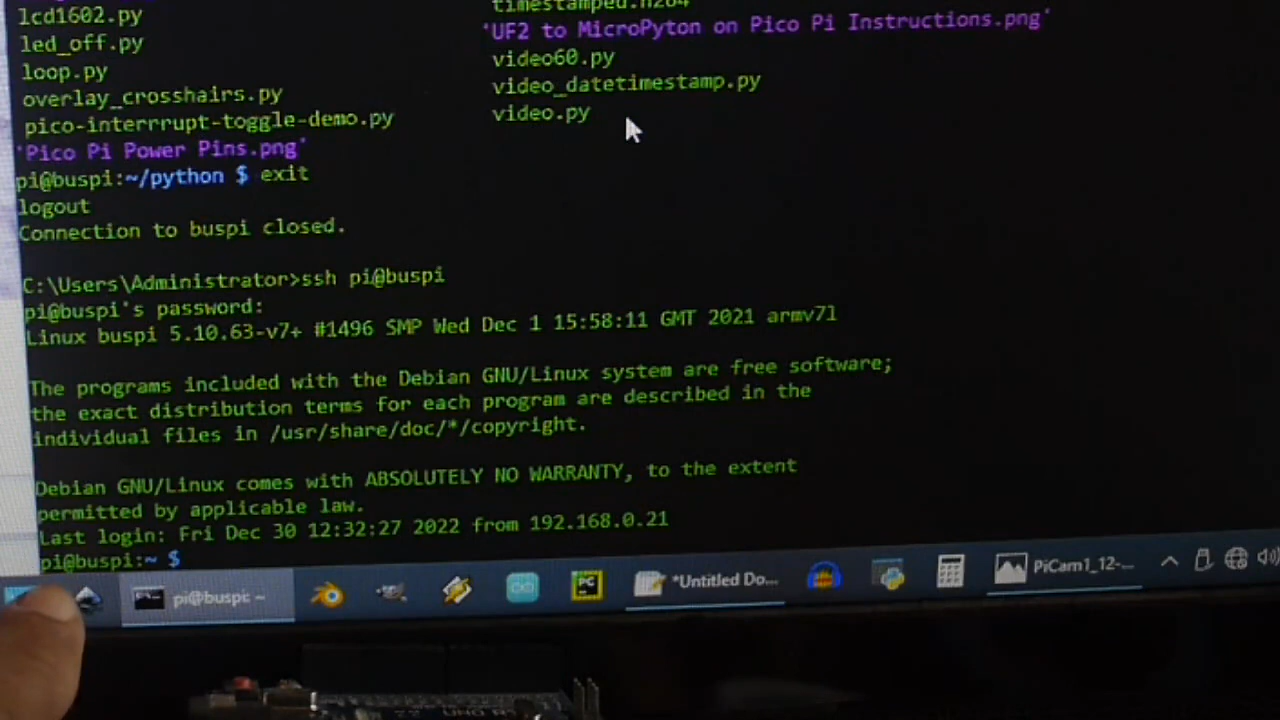 lcd1602.py
timestamped.h264
led_off.py
'UF2 to MicroPyton on Pico Pi Instructions.png'
loop.py
video60.py
overlay_crosshairs.py
video_datetimestamp.py
pico-interrrupt-toggle-demo.py
video.py
'Pico Pi Power Pins.png'
pi@buspi:~/python $ exit
logout
Connection to buspi closed.
C:\Users\Administrator>ssh pi@buspi
pi@buspi's password:
Linux buspi 5.10.63-v7+ #1496 SMP Wed Dec 1 15:58:11 GMT 2021 armv7l
The programs included with the Debian GNU/Linux system are free software;
the exact distribution terms for each program are described in the
individual files in /usr/share/doc/*/copyright.
Debian GNU/Linux comes with ABSOLUTELY NO WARRANTY, to the extent
permitted by applicable law.
Last login: Fri Dec 30 12:32:27 2022 from 192.168.0.21
pi@buspi:~ $
pi@buspi: ~
PC
*Untitled Do...
PiCam1_12-...
UNO